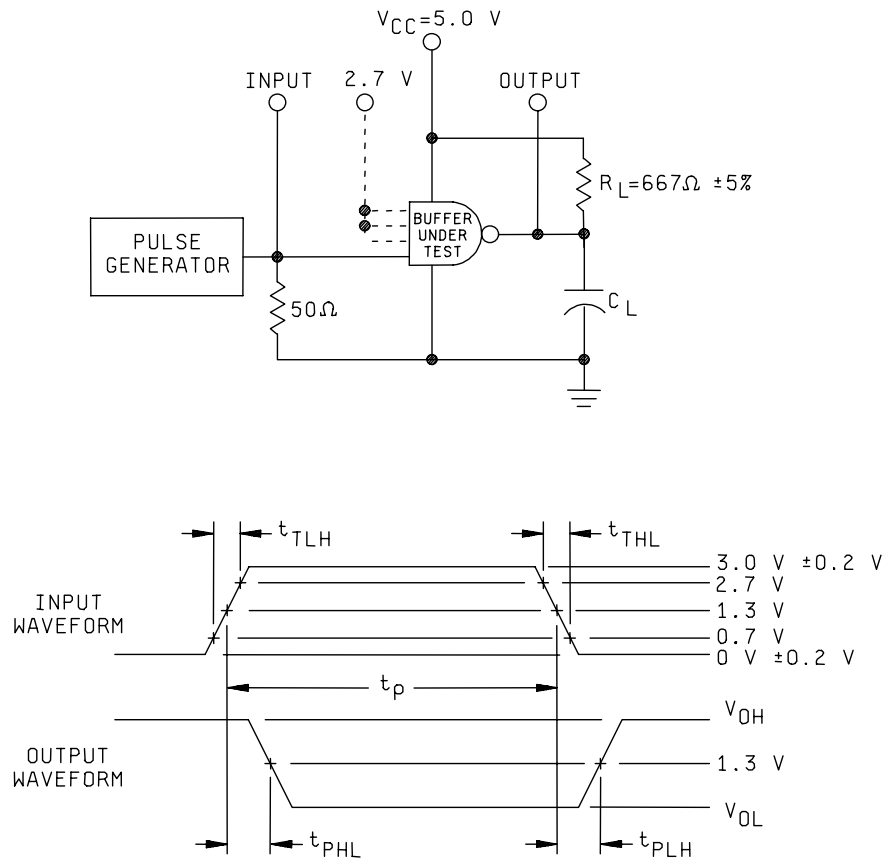 V_CC=5.0 V
INPUT
2.7 V
OUTPUT
R_L=667Ω ±5%
BUFFER
UNDER
TEST
PULSE
GENERATOR
50Ω
C_L
t_TLH
t_THL
3.0 V ±0.2 V
2.7 V
INPUT
WAVEFORM
1.3 V
0.7 V
0 V ±0.2 V
t_p
V_OH
OUTPUT
WAVEFORM
1.3 V
V_OL
t_PHL
t_PLH